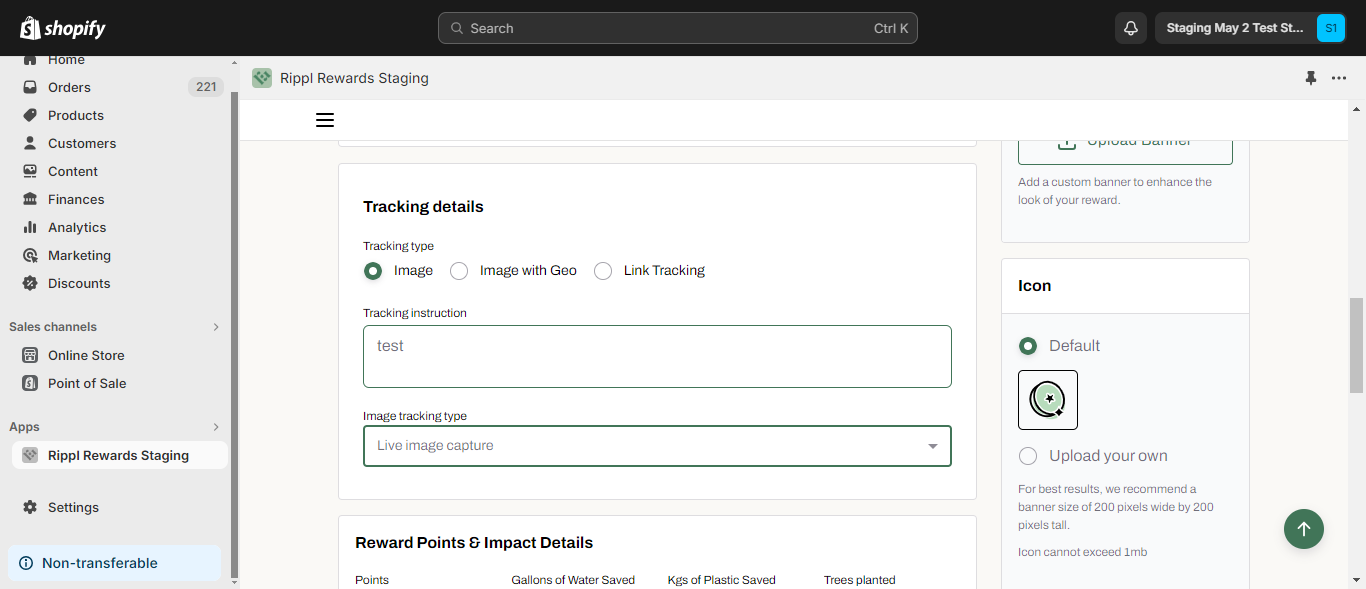 shopify
Search
Ctrl K
Staging May 2 Test St...
S1
Home
Orders
221
Products
Customers
Content
Finances
Analytics
Marketing
Discounts
Sales channels
Online Store
Point of Sale
Apps
Rippl Rewards Staging
Settings
Non-transferable
Rippl Rewards Staging
Tracking details
Tracking type
Image
Image with Geo
Link Tracking
Tracking instruction
test
Image tracking type
Live image capture
Reward Points & Impact Details
Points
Gallons of Water Saved
Kgs of Plastic Saved
Trees planted
Upload Banner
Add a custom banner to enhance the
look of your reward.
Icon
Default
Upload your own
For best results, we recommend a
banner size of 200 pixels wide by 200
pixels tall.
Icon cannot exceed 1mb